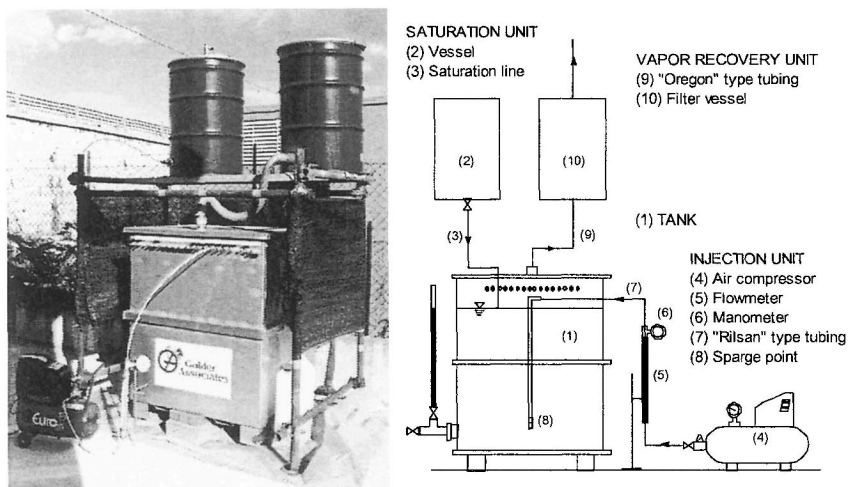 SATURATION UNIT
(2) Vessel
(3) Saturation line
VAPOR RECOVERY UNIT
(9) "Oregon" type tubing
(10) Filter vessel
(2)
(10)
(3)
(9)
(1) TANK
INJECTION UNIT
(4) Air compressor
(5) Flowmeter
(6) Manometer
(7) "Rilsan" type tubing
(8) Sparge point
(7)
(6)
(1)
(5)
(8)
(4)
Golder
Associates
Euro